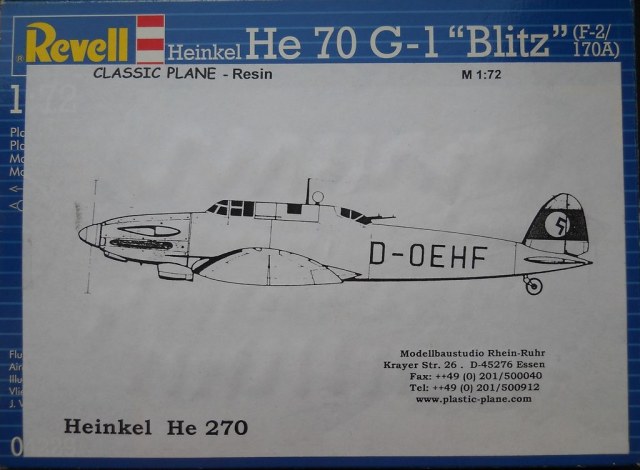 Revell Heinkel He 70 G-1 "Blitz" (F-2/
170A)
CLASSIC PLANE - Resin M 1:72
D-OEHF
Modellbaustudio Rhein-Ruhr
Krayer Str. 26 . D-45276 Essen
Fax: ++49 (0) 201/500040
Tel: ++49 (0) 201/500912
www.plastic-plane.com
Heinkel He 270